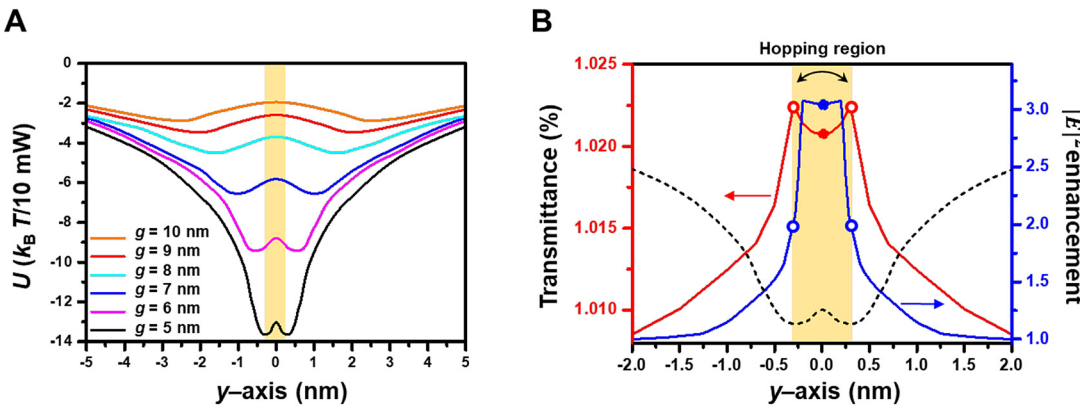 A
U (k_B T/10 mW)
0
-2
-4
-6
-8
-10
-12
-14
g = 10 nm
g = 9 nm
g = 8 nm
g = 7 nm
g = 6 nm
g = 5 nm
-5 -4 -3 -2 -1 0 1 2 3 4 5
y–axis (nm)
B
Hopping region
Transmittance (%)
1.025
1.020
1.015
1.010
3.0
2.5
2.0
1.5
1.0
|E|² enhancement
-2.0 -1.5 -1.0 -0.5 0.0 0.5 1.0 1.5 2.0
y–axis (nm)